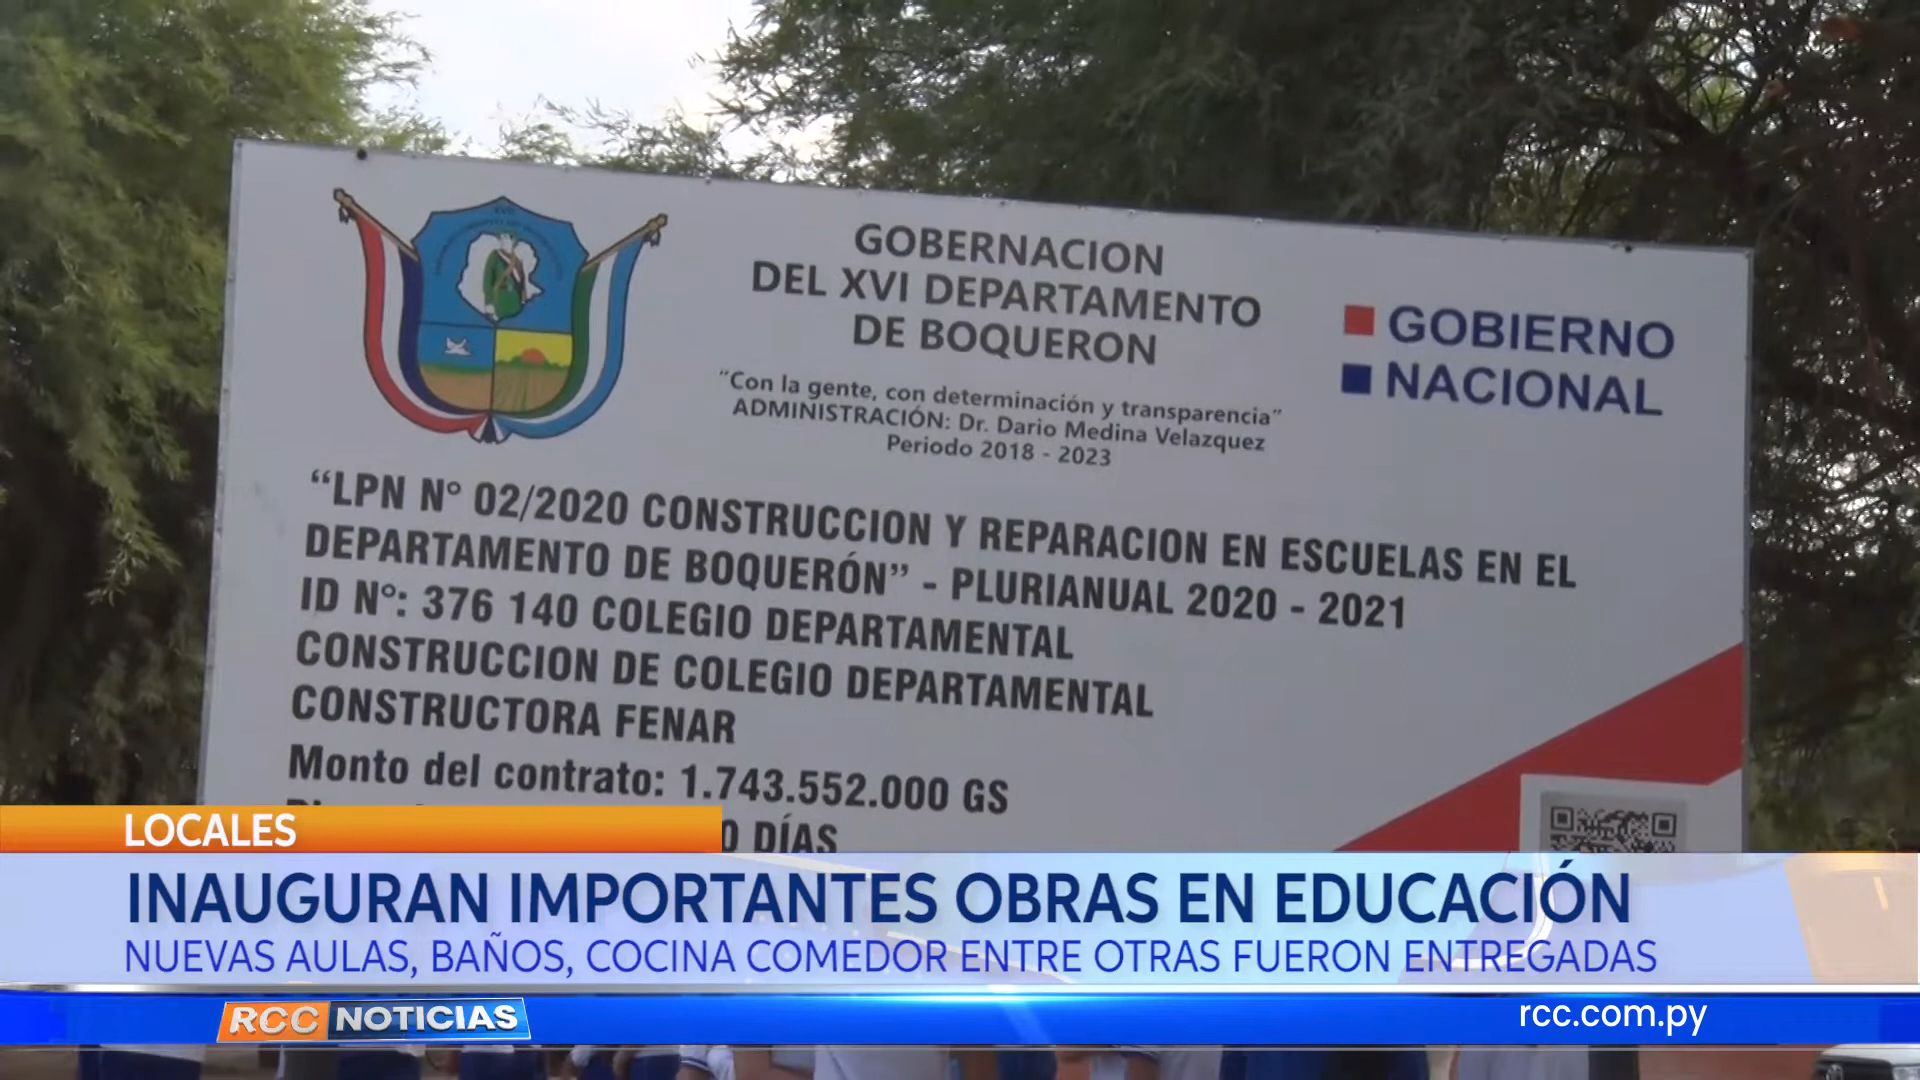 GOBERNACION
DEL XVI DEPARTAMENTO
DE BOQUERON
"Con la gente, con determinación y transparencia"
ADMINISTRACIÓN: Dr. Dario Medina Velazquez
Periodo 2018 - 2023
GOBIERNO
NACIONAL
“LPN N° 02/2020 CONSTRUCCION Y REPARACION EN ESCUELAS EN EL
DEPARTAMENTO DE BOQUERÓN” - PLURIANUAL 2020 - 2021
ID N°: 376 140 COLEGIO DEPARTAMENTAL
CONSTRUCCION DE COLEGIO DEPARTAMENTAL
CONSTRUCTORA FENAR
Monto del contrato: 1.743.552.000 GS
DÍAS
LOCALES
INAUGURAN IMPORTANTES OBRAS EN EDUCACIÓN
NUEVAS AULAS, BAÑOS, COCINA COMEDOR ENTRE OTRAS FUERON ENTREGADAS
RCC NOTICIAS
rcc.com.py